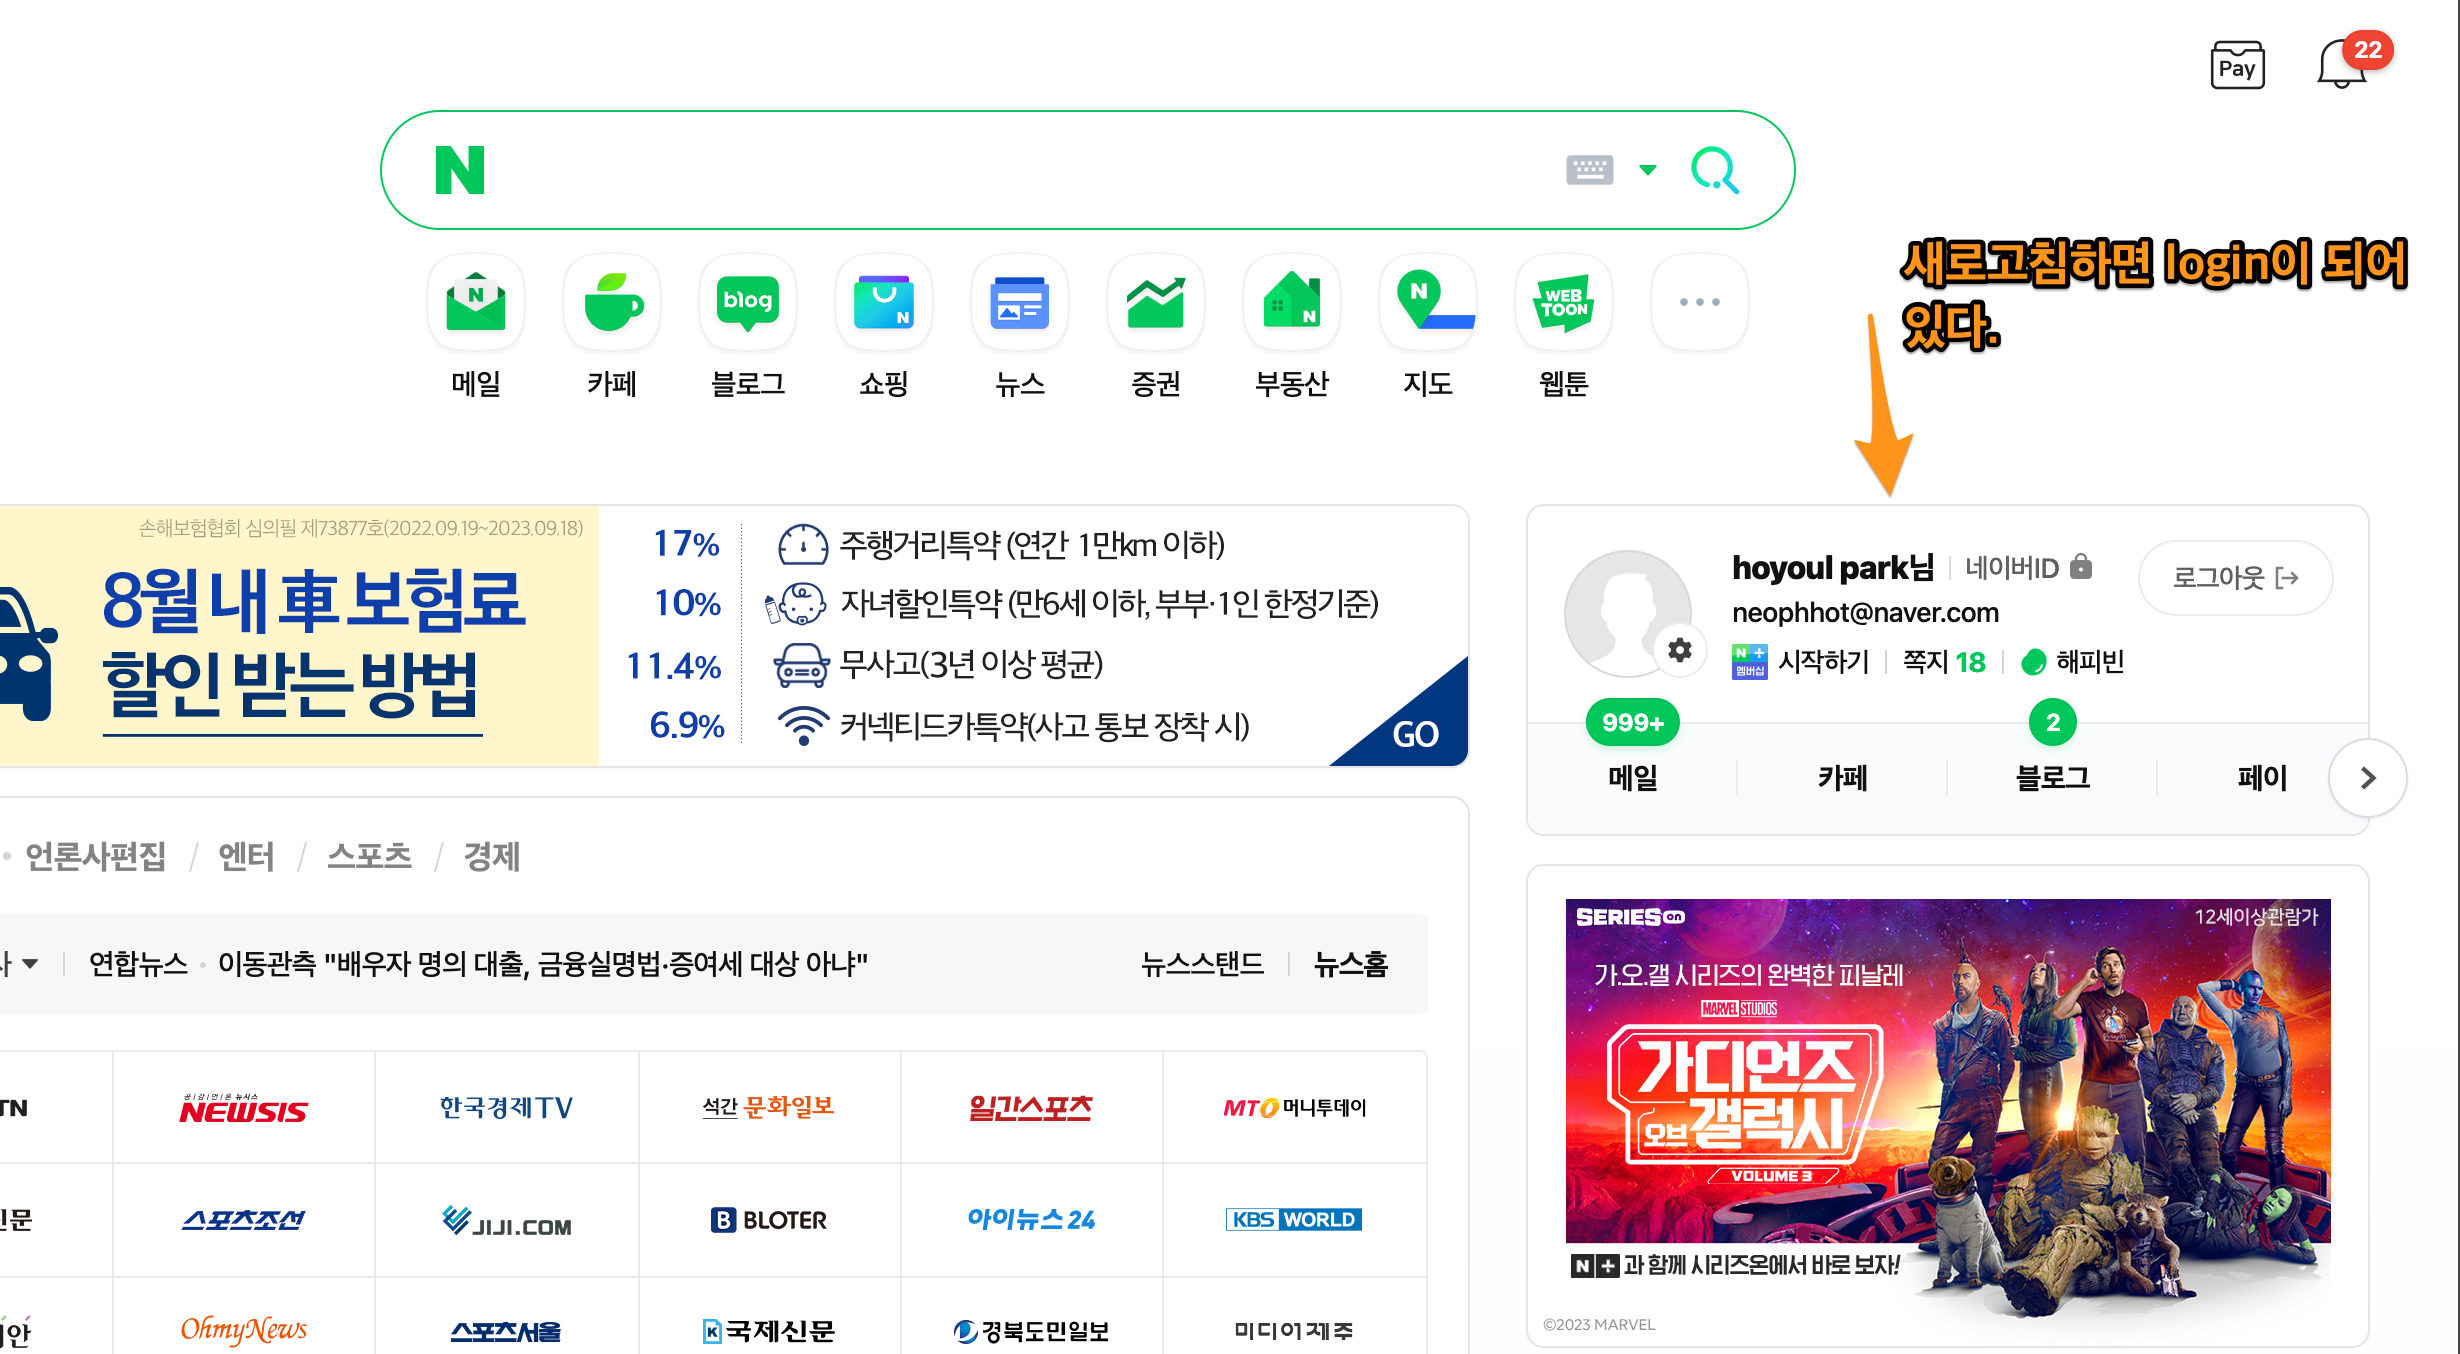 Pay
22
N
새로고침하면 login이 되어
있다.
N
blog
N
N
N
WEB
TOON
메일
카페
블로그
쇼핑
뉴스
증권
부동산
지도
웹툰
손해보험협회 심의필 제73877호(2022.09.19~2023.09.18)
8월 내 車 보험료
할인 받는 방법
17% 주행거리특약 (연간 1만km 이하)
10% 자녀할인특약 (만6세 이하, 부부·1인 한정기준)
11.4% 무사고(3년 이상 평균)
6.9% 커넥티드카특약(사고 통보 장착 시)
GO
hoyoul park님 네이버ID
로그아웃
neophhot@naver.com
N + 멤버십 시작하기 쪽지 18 해피빈
999+
2
메일 카페 블로그 페이
언론사편집 / 엔터 / 스포츠 / 경제
연합뉴스 이동관측 "배우자 명의 대출, 금융실명법·증여세 대상 아냐"
뉴스스탠드 뉴스홈
TN
공감언론 뉴시스
NEWSIS
한국경제TV
석간 문화일보
일간스포츠
MTO 머니투데이
스포츠조선
JIJI.COM
B BLOTER
아이뉴스24
KBS WORLD
OhmyNews
스포츠서울
K 국제신문
경북도민일보
미디어제주
SERIES on
12세이상관람가
가.오.갤 시리즈의 완벽한 피날레
MARVEL STUDIOS
가디언즈
오브 갤럭시
VOLUME 3
N + 과 함께 시리즈온에서 바로 보자!
©2023 MARVEL